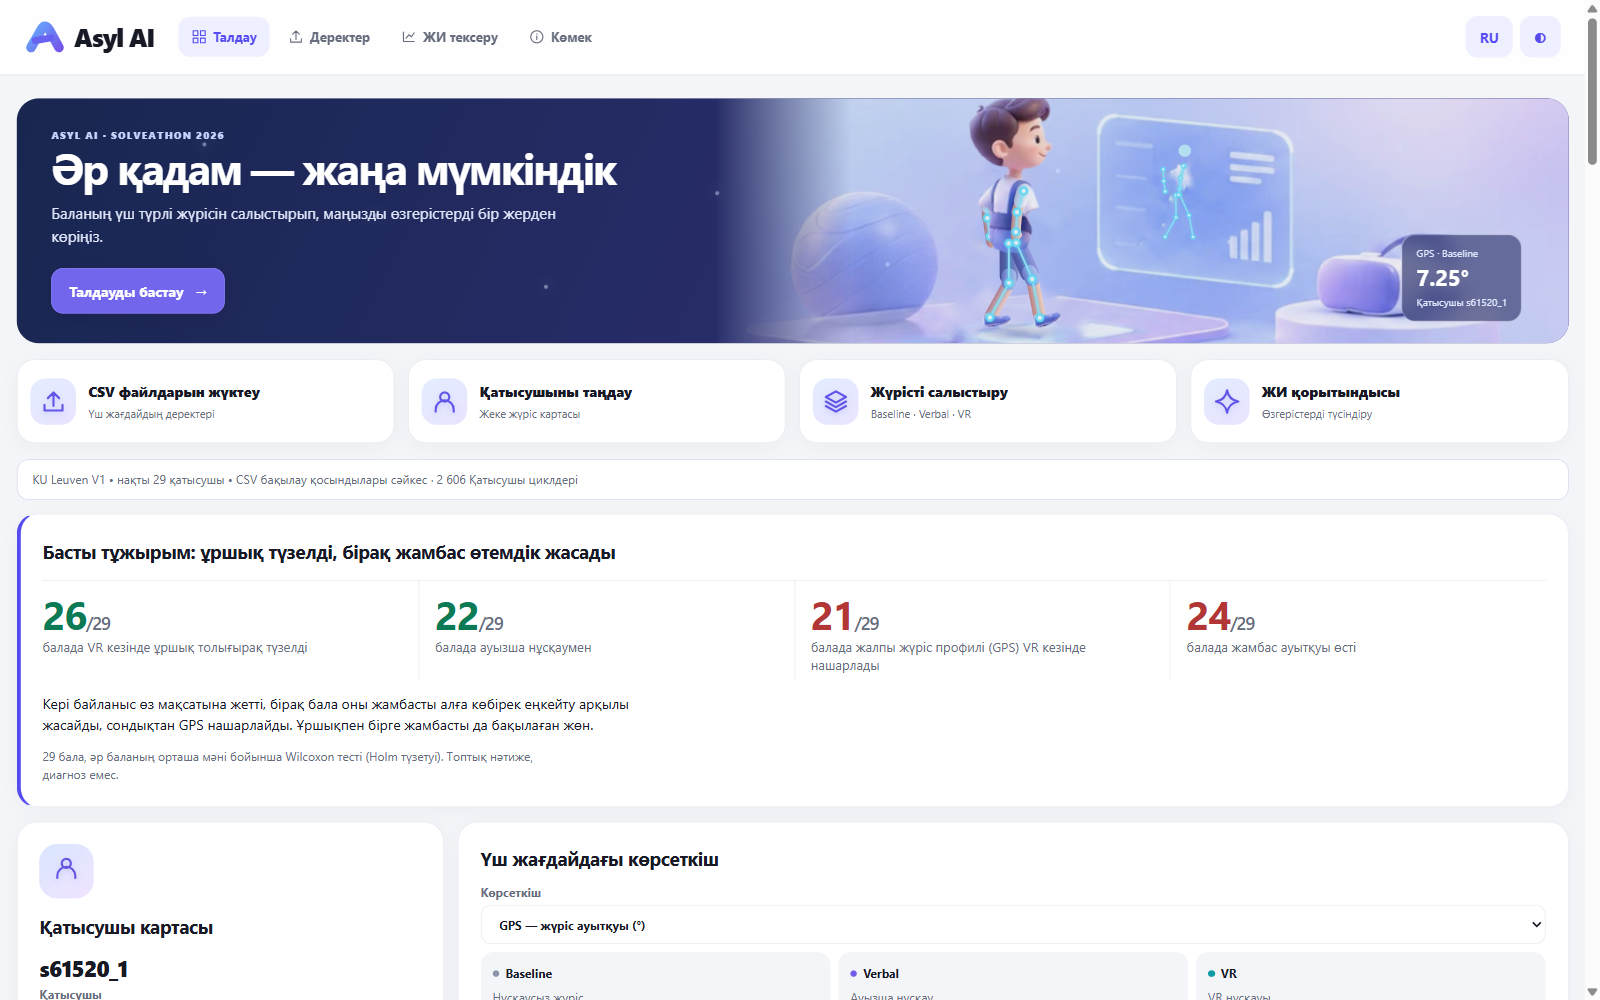 Asyl AI
Талдау
Деректер
ЖИ тексеру
Көмек
RU
ASYL AI · SOLVEATHON 2026
Әр қадам — жаңа мүмкіндік
Баланың үш түрлі жүрісін салыстырып, маңызды өзгерістерді бір жерден
көріңіз.
Талдауды бастау →
GPS · Baseline
7.25°
Қатысушы s61520_1
CSV файлдарын жүктеу
Үш жағдайдың деректері
Қатысушыны таңдау
Жеке жүріс картасы
Жүрісті салыстыру
Baseline · Verbal · VR
ЖИ қорытындысы
Өзгерістерді түсіндіру
KU Leuven V1 • нақты 29 қатысушы • CSV бақылау қосындылары сәйкес · 2 606 Қатысушы циклдері
Басты тұжырым: ұршық түзелді, бірақ жамбас өтемдік жасады
26/29
балада VR кезінде ұршық толығырақ түзелді
22/29
балада ауызша нұсқаумен
21/29
балада жалпы жүріс профилі (GPS) VR кезінде
нашарлады
24/29
балада жамбас ауытқуы өсті
Кері байланыс өз мақсатына жетті, бірақ бала оны жамбасты алға көбірек еңкейту арқылы
жасайды, сондықтан GPS нашарлайды. Ұршықпен бірге жамбасты да бақылаған жөн.
29 бала, әр баланың орташа мәні бойынша Wilcoxon тесті (Holm түзетуі). Топтық нәтиже,
диагноз емес.
Қатысушы картасы
s61520_1
Қатысушы
Үш жағдайдағы көрсеткіш
Көрсеткіш
GPS — жүріс ауытқуы (°)
Baseline
Нұсқаусыз жүріс
Verbal
Ауызша нұсқау
VR
VR нұсқауы